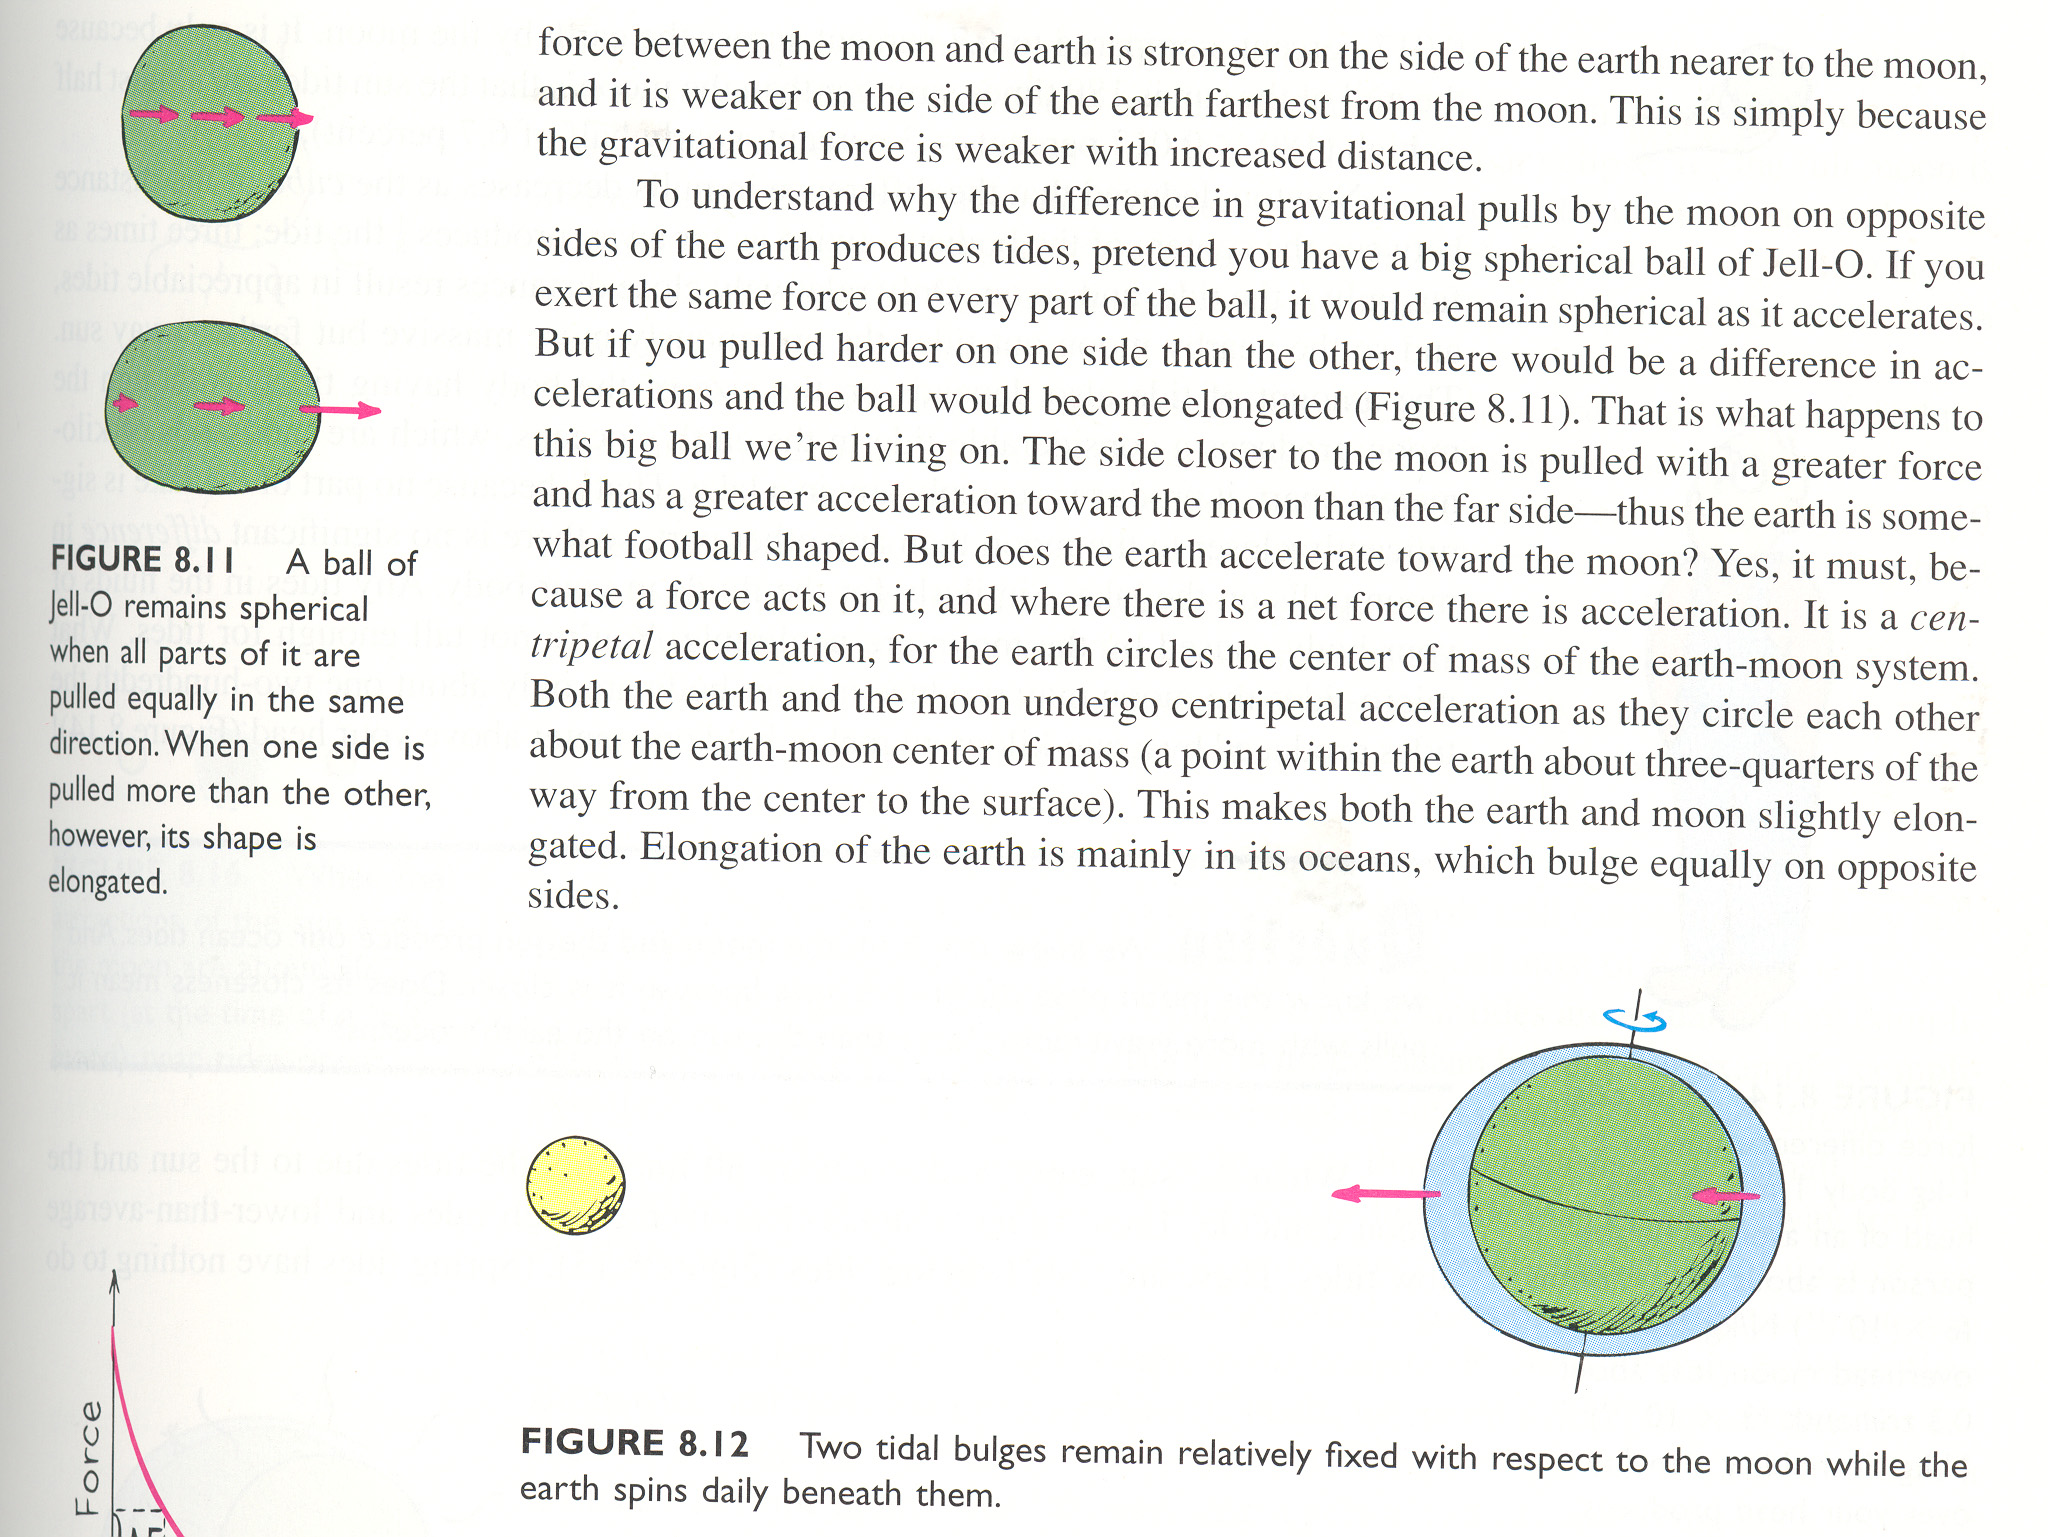 force between the moon and earth is stronger on the side of the earth nearer to the moon,
and it is weaker on the side of the earth farthest from the moon. This is simply because
the gravitational force is weaker with increased distance.
To understand why the difference in gravitational pulls by the moon on opposite
sides of the earth produces tides, pretend you have a big spherical ball of Jell-O. If you
exert the same force on every part of the ball, it would remain spherical as it accelerates.
But if you pulled harder on one side than the other, there would be a difference in ac-
celerations and the ball would become elongated (Figure 8.11). That is what happens to
this big ball we're living on. The side closer to the moon is pulled with a greater force
and has a greater acceleration toward the moon than the far side—thus the earth is some-
what football shaped. But does the earth accelerate toward the moon? Yes, it must, be-
cause a force acts on it, and where there is a net force there is acceleration. It is a cen-
tripetal acceleration, for the earth circles the center of mass of the earth-moon system.
Both the earth and the moon undergo centripetal acceleration as they circle each other
about the earth-moon center of mass (a point within the earth about three-quarters of the
way from the center to the surface). This makes both the earth and moon slightly elon-
gated. Elongation of the earth is mainly in its oceans, which bulge equally on opposite
sides.
FIGURE 8.11 A ball of
Jell-O remains spherical
when all parts of it are
pulled equally in the same
direction. When one side is
pulled more than the other,
however, its shape is
elongated.
FIGURE 8.12 Two tidal bulges remain relatively fixed with respect to the moon while the
earth spins daily beneath them.
Force